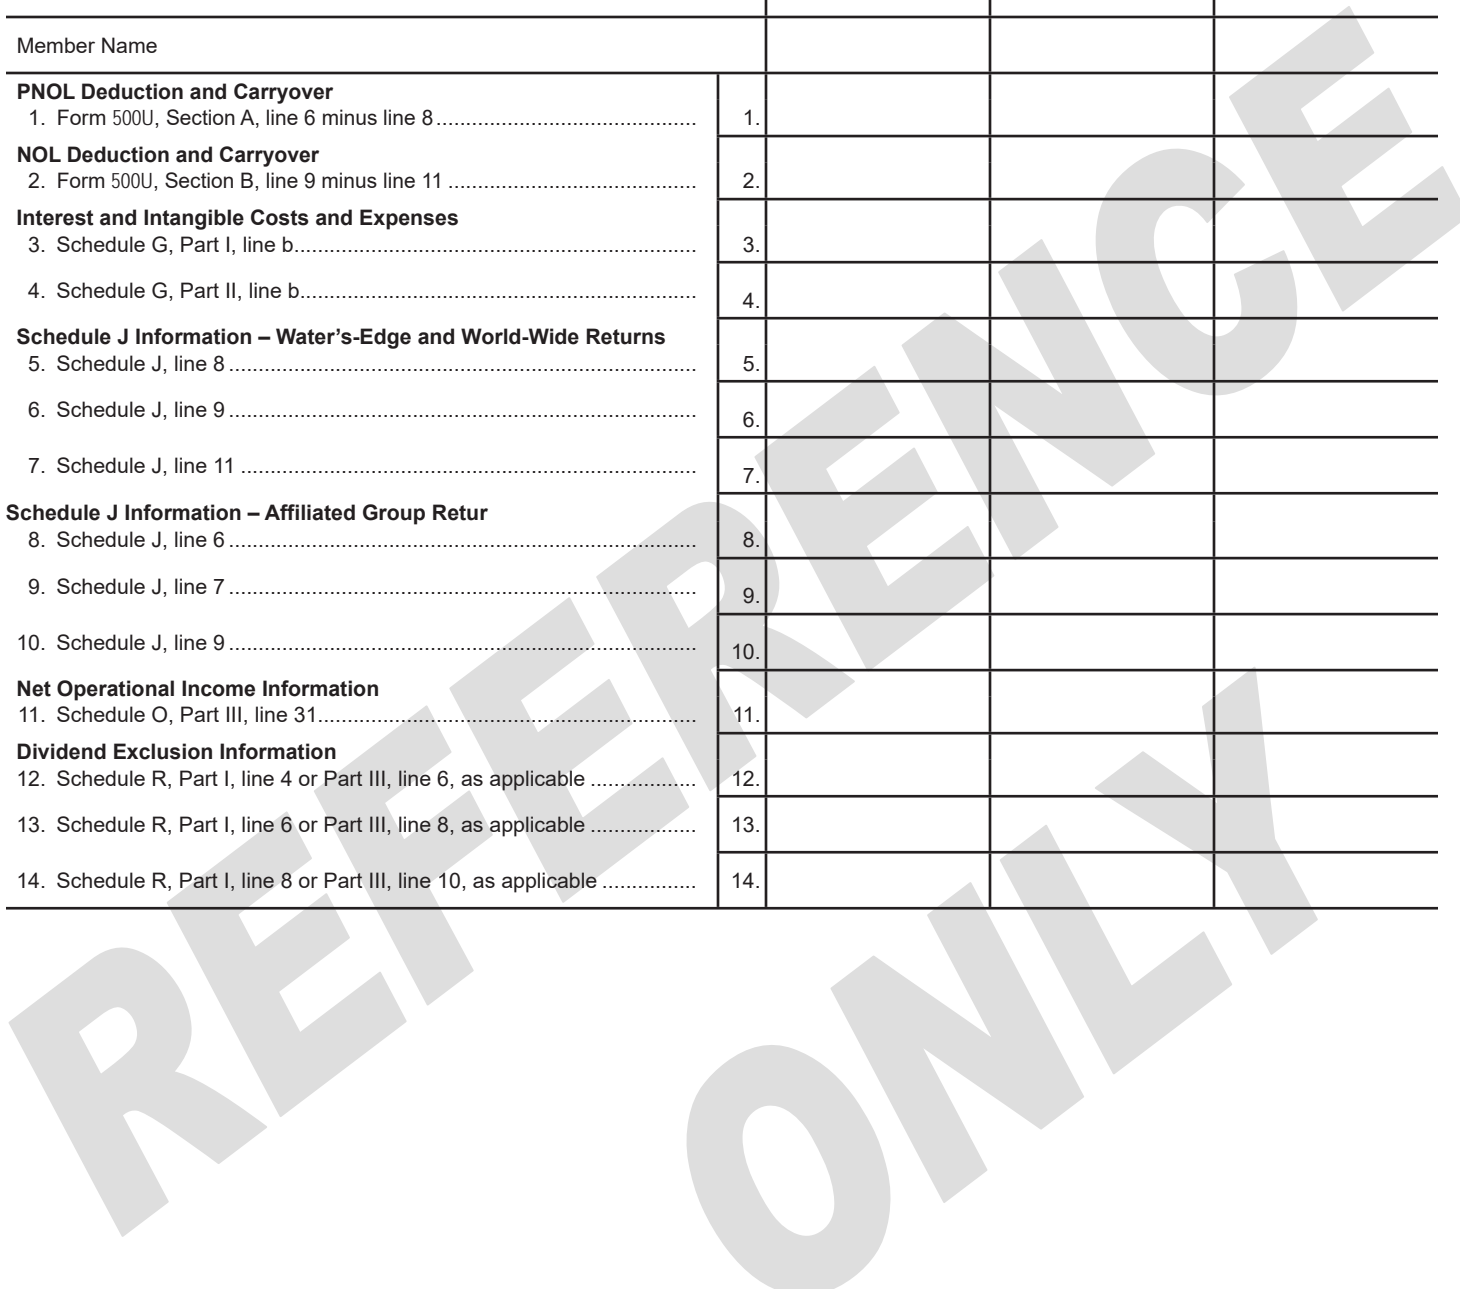 Member Name
PNOL Deduction and Carryover
1. Form 500U, Section A, line 6 minus line 8............................................ 1.
NOL Deduction and Carryover
2. Form 500U, Section B, line 9 minus line 11 .......................................... 2.
Interest and Intangible Costs and Expenses
3. Schedule G, Part I, line b.................................................................... 3.
4. Schedule G, Part II, line b................................................................... 4.
Schedule J Information – Water’s-Edge and World-Wide Returns
5. Schedule J, line 8 ............................................................................... 5.
6. Schedule J, line 9 ............................................................................... 6.
7. Schedule J, line 11 ............................................................................. 7.
Schedule J Information – Affiliated Group Retur
8. Schedule J, line 6 ............................................................................... 8.
9. Schedule J, line 7 ............................................................................... 9.
10. Schedule J, line 9 ............................................................................... 10.
Net Operational Income Information
11. Schedule O, Part III, line 31................................................................ 11.
Dividend Exclusion Information
12. Schedule R, Part I, line 4 or Part III, line 6, as applicable .................. 12.
13. Schedule R, Part I, line 6 or Part III, line 8, as applicable .................. 13.
14. Schedule R, Part I, line 8 or Part III, line 10, as applicable ................ 14.
REFERENCE
ONLY